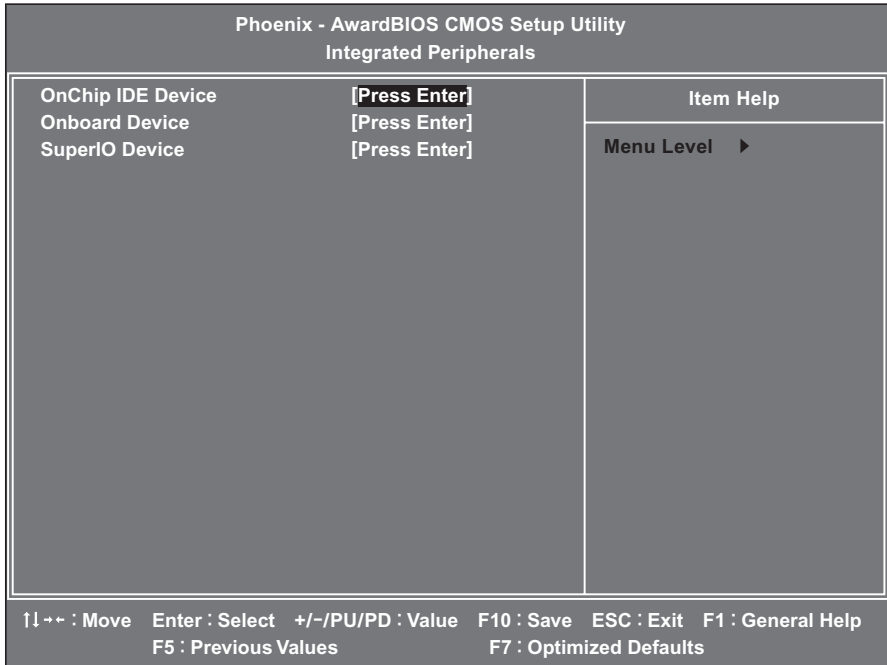 Phoenix - AwardBIOS CMOS Setup Utility
Integrated Peripherals
OnChip IDE Device [Press Enter]
Onboard Device [Press Enter]
SuperIO Device [Press Enter]
Item Help
Menu Level ▶
↑↓→← : Move Enter : Select +/-/PU/PD : Value F10 : Save ESC : Exit F1 : General Help
F5 : Previous Values F7 : Optimized Defaults